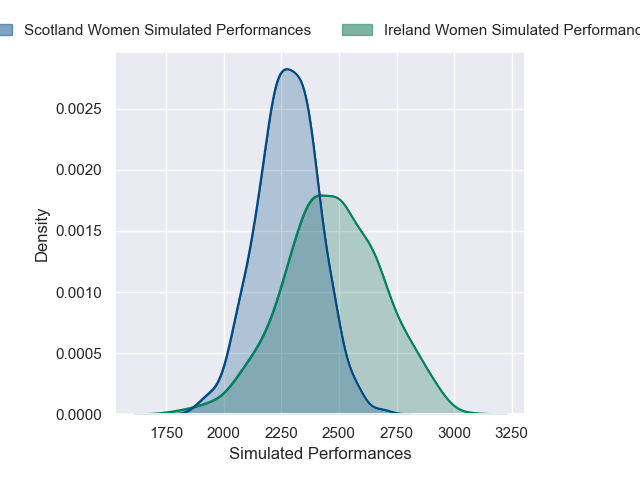 Scotland Women Simulated Performances Ireland Women Simulated
0.0025
0.0020
0.0015
0.0010
0.0005
0.0000
Density
1750 2000 2250 2500 2750 3000 3250
Simulated Performances